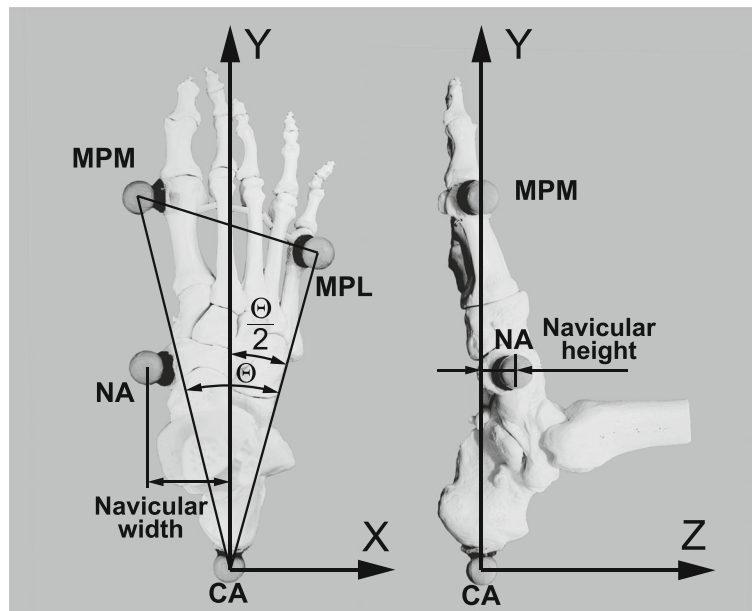 Y
MPM
MPL
Θ
2
Θ
NA
Navicular
width
X
CA
Y
MPM
NA
Navicular
height
Z
CA